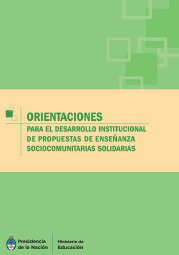 ORIENTACIONES
PARA EL DESARROLLO INSTITUCIONAL
DE PROPUESTAS DE ENSEÑANZA
SOCIOCOMUNITARIAS SOLIDARIAS
Presidencia
de la Nación
Ministerio de
Educación